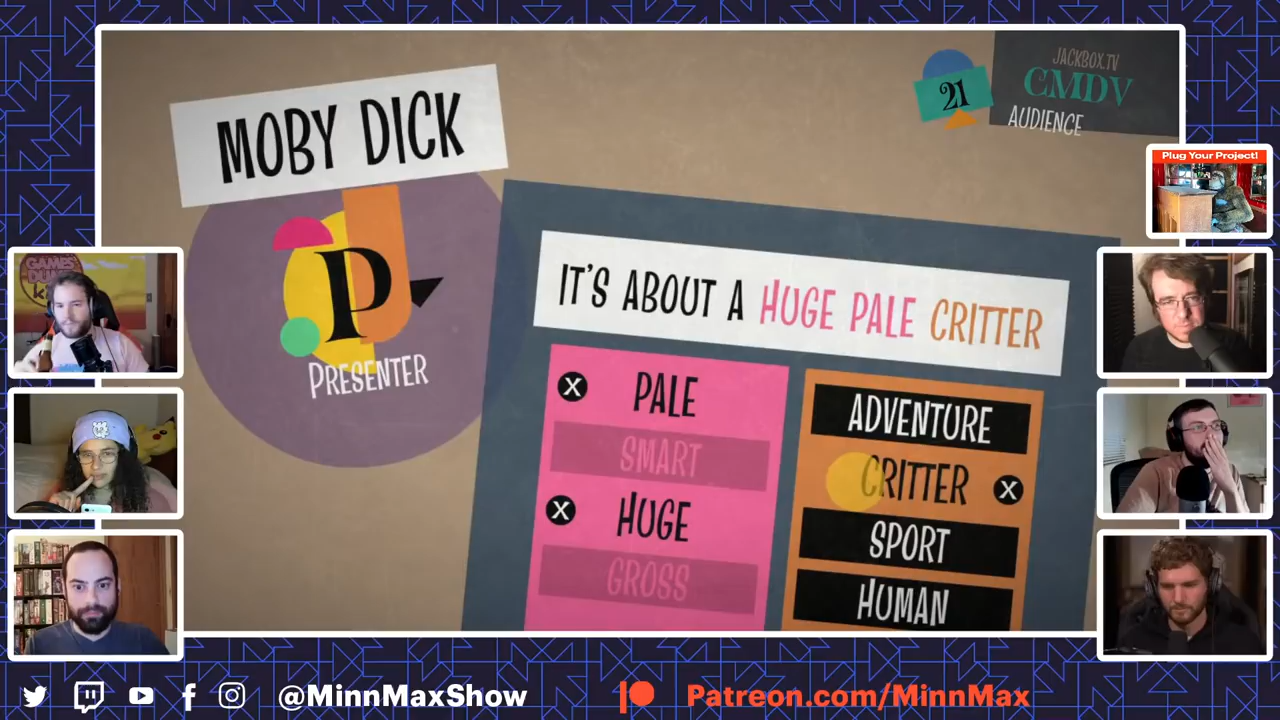 MOBY DICK
P
PRESENTER
21
JACKBOX.TV
CMDV
AUDIENCE
IT'S ABOUT A HUGE PALE CRITTER
X PALE
SMART
X HUGE
GROSS
ADVENTURE
CRITTER X
SPORT
HUMAN
Plug Your Project!
@MinnMaxShow
Patreon.com/MinnMax